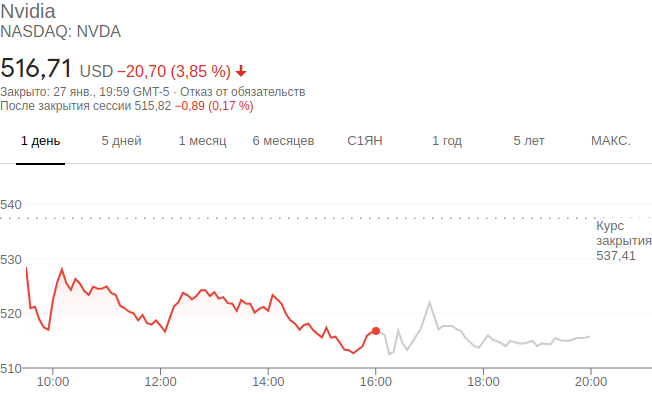 Nvidia
NASDAQ: NVDA
516,71 USD −20,70 (3,85 %)
Закрыто: 27 янв., 19:59 GMT-5 · Отказ от обязательств
После закрытия сессии 515,82 −0,89 (0,17 %)
1 день 5 дней 1 месяц 6 месяцев С1ЯН 1 год 5 лет МАКС.
540
Курс
закрытия
537,41
530
520
510
10:00 12:00 14:00 16:00 18:00 20:00